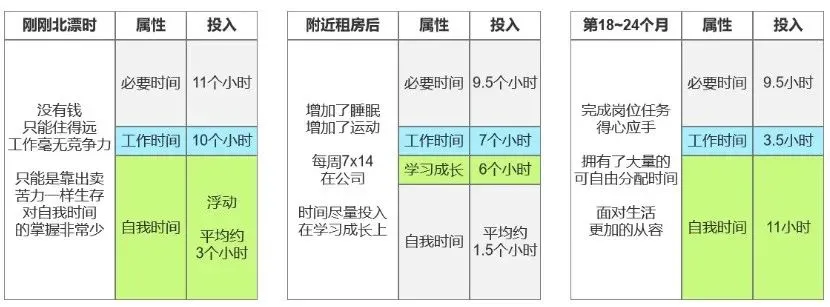 刚刚北漂时 属性 投入
没有钱
只能住得远
工作毫无竞争力
只能是靠出卖
苦力一样生存
对自我时间
的掌握非常少
必要时间 11个小时
工作时间 10个小时
自我时间 浮动
平均约
3个小时
附近租房后 属性 投入
增加了睡眠
增加了运动
每周7x14
在公司
时间尽量投入
在学习成长上
必要时间 9.5个小时
工作时间 7个小时
学习成长 6个小时
自我时间 平均约
1.5个小时
第18~24个月 属性 投入
完成岗位任务
得心应手
拥有了大量的
可自由分配时间
面对生活
更加的从容
必要时间 9.5小时
工作时间 3.5小时
自我时间 11小时